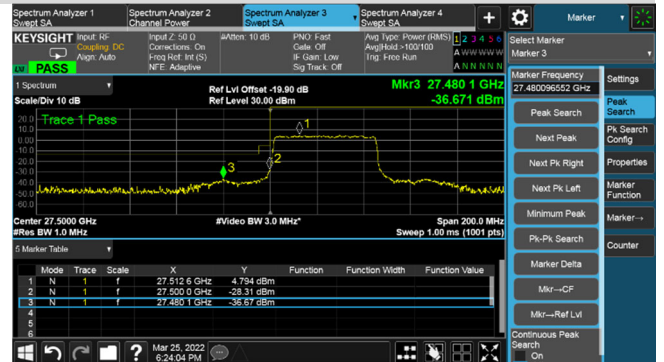 Spectrum Analyzer 1
Swept SA
Spectrum Analyzer 2
Channel Power
Spectrum Analyzer 3
Swept SA
Spectrum Analyzer 4
Swept SA
+
Marker
KEYSIGHT
Input: RF
Coupling: DC
Align: Auto
Input Z: 50 Ω
Corrections: On
Freq Ref: Int (S)
NFE: Adaptive
#Atten: 10 dB
PNO: Fast
Gate: Off
IF Gain: Low
Sig Track: Off
Avg Type: Power (RMS)
Avg|Hold:>100/100
Trig: Free Run
1 2 3 4 5 6
A W W W W W
A N N N N N
LU PASS
Select Marker
Marker 3
1 Spectrum
Scale/Div 10 dB
Ref Lvl Offset -19.90 dB
Ref Level 30.00 dBm
Mkr3 27.480 1 GHz
-36.671 dBm
Trace 1 Pass
20.0
10.0
0.0
-10.0
-20.0
-30.0
-40.0
-50.0
-60.0
1
2
3
Center 27.5000 GHz
#Res BW 1.0 MHz
#Video BW 3.0 MHz*
Span 200.0 MHz
Sweep 1.00 ms (1001 pts)
5 Marker Table
Mode Trace Scale X Y Function Function Width Function Value
1 N 1 f 27.512 6 GHz 4.794 dBm
2 N 1 f 27.500 0 GHz -28.31 dBm
3 N 1 f 27.480 1 GHz -36.67 dBm
4
5
6
Marker Frequency
27.480096552 GHz
Peak Search
Next Peak
Next Pk Right
Next Pk Left
Minimum Peak
Pk-Pk Search
Marker Delta
Mkr→CF
Mkr→Ref Lvl
Continuous Peak
Search
On
Settings
Peak
Search
Pk Search
Config
Properties
Marker
Function
Marker→
Counter
?
Mar 25, 2022
6:24:04 PM